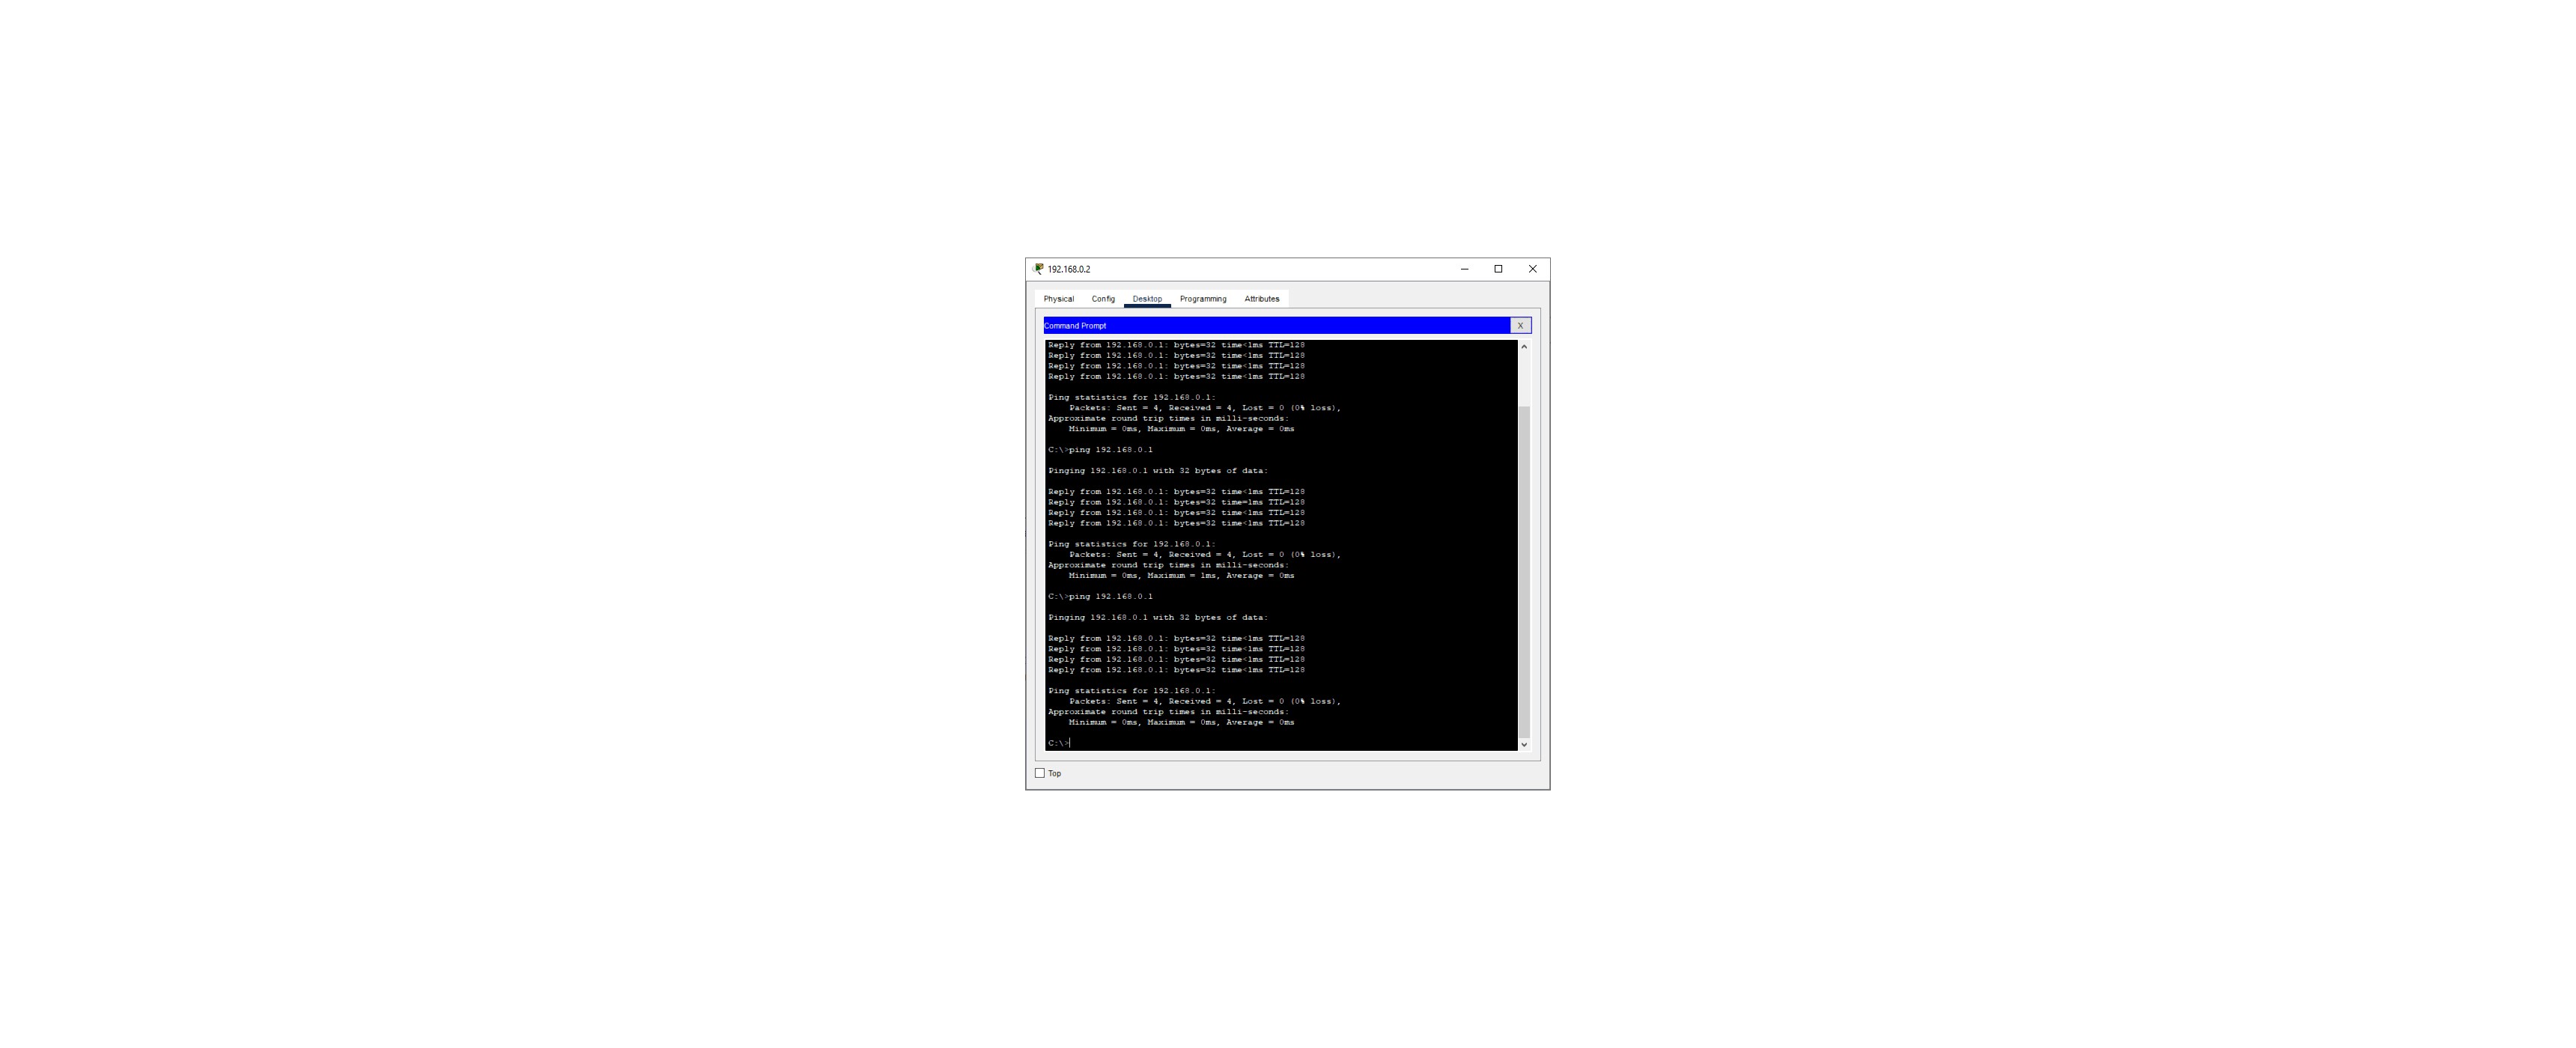 192.168.0.2
Physical Config Desktop Programming Attributes
Command Prompt X
Reply from 192.168.0.1: bytes=32 time<1ms TTL=128
Reply from 192.168.0.1: bytes=32 time<1ms TTL=128
Reply from 192.168.0.1: bytes=32 time<1ms TTL=128
Reply from 192.168.0.1: bytes=32 time<1ms TTL=128
Ping statistics for 192.168.0.1:
Packets: Sent = 4, Received = 4, Lost = 0 (0% loss),
Approximate round trip times in milli-seconds:
Minimum = 0ms, Maximum = 0ms, Average = 0ms
C:\>ping 192.168.0.1
Pinging 192.168.0.1 with 32 bytes of data:
Reply from 192.168.0.1: bytes=32 time<1ms TTL=128
Reply from 192.168.0.1: bytes=32 time=1ms TTL=128
Reply from 192.168.0.1: bytes=32 time<1ms TTL=128
Reply from 192.168.0.1: bytes=32 time<1ms TTL=128
Ping statistics for 192.168.0.1:
Packets: Sent = 4, Received = 4, Lost = 0 (0% loss),
Approximate round trip times in milli-seconds:
Minimum = 0ms, Maximum = 1ms, Average = 0ms
C:\>ping 192.168.0.1
Pinging 192.168.0.1 with 32 bytes of data:
Reply from 192.168.0.1: bytes=32 time<1ms TTL=128
Reply from 192.168.0.1: bytes=32 time<1ms TTL=128
Reply from 192.168.0.1: bytes=32 time<1ms TTL=128
Reply from 192.168.0.1: bytes=32 time<1ms TTL=128
Ping statistics for 192.168.0.1:
Packets: Sent = 4, Received = 4, Lost = 0 (0% loss),
Approximate round trip times in milli-seconds:
Minimum = 0ms, Maximum = 0ms, Average = 0ms
C:\>
Top